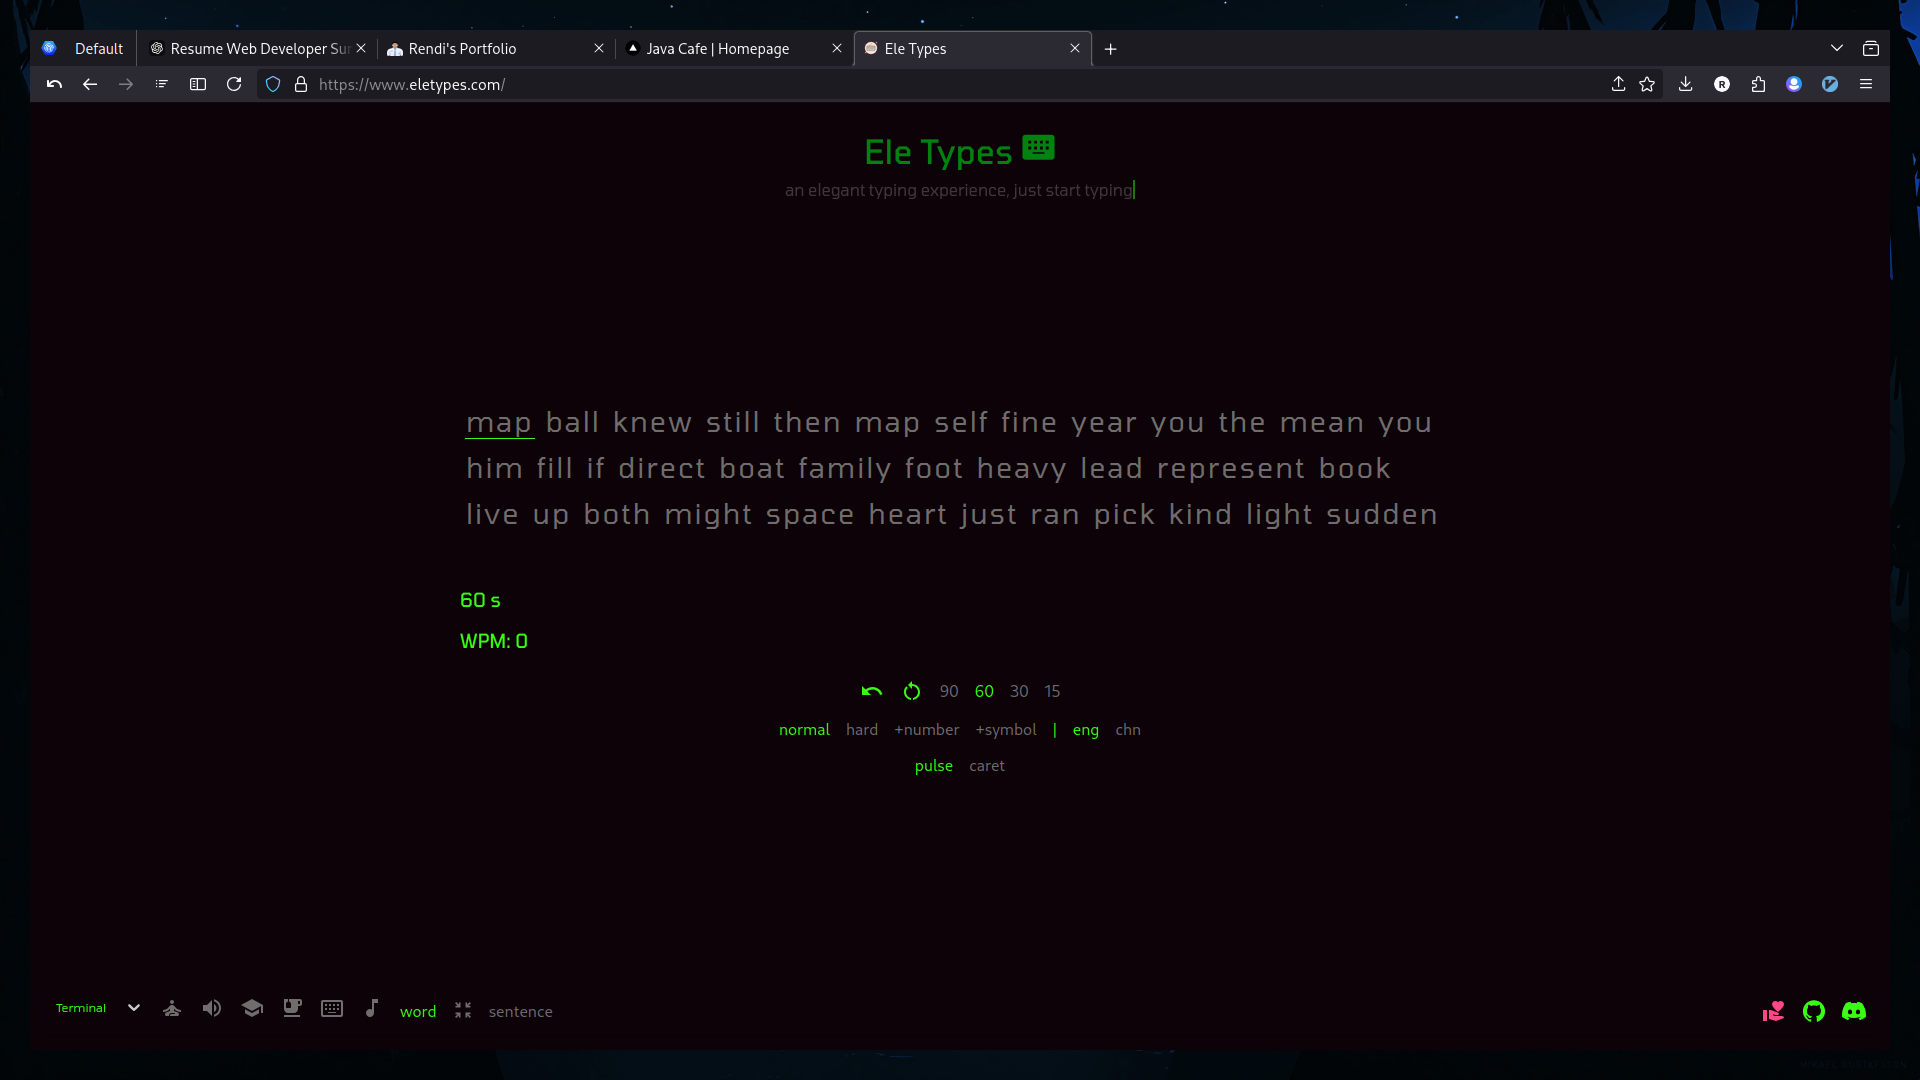 Default
Resume Web Developer Su
Rendi's Portfolio
Java Cafe | Homepage
Ele Types
https://www.eletypes.com/
R
Ele Types
an elegant typing experience, just start typing
map ball knew still then map self fine year you the mean you
him fill if direct boat family foot heavy lead represent book
live up both might space heart just ran pick kind light sudden
60 s
WPM: 0
90 60 30 15
normal hard +number +symbol | eng chn
pulse caret
Terminal
word
sentence